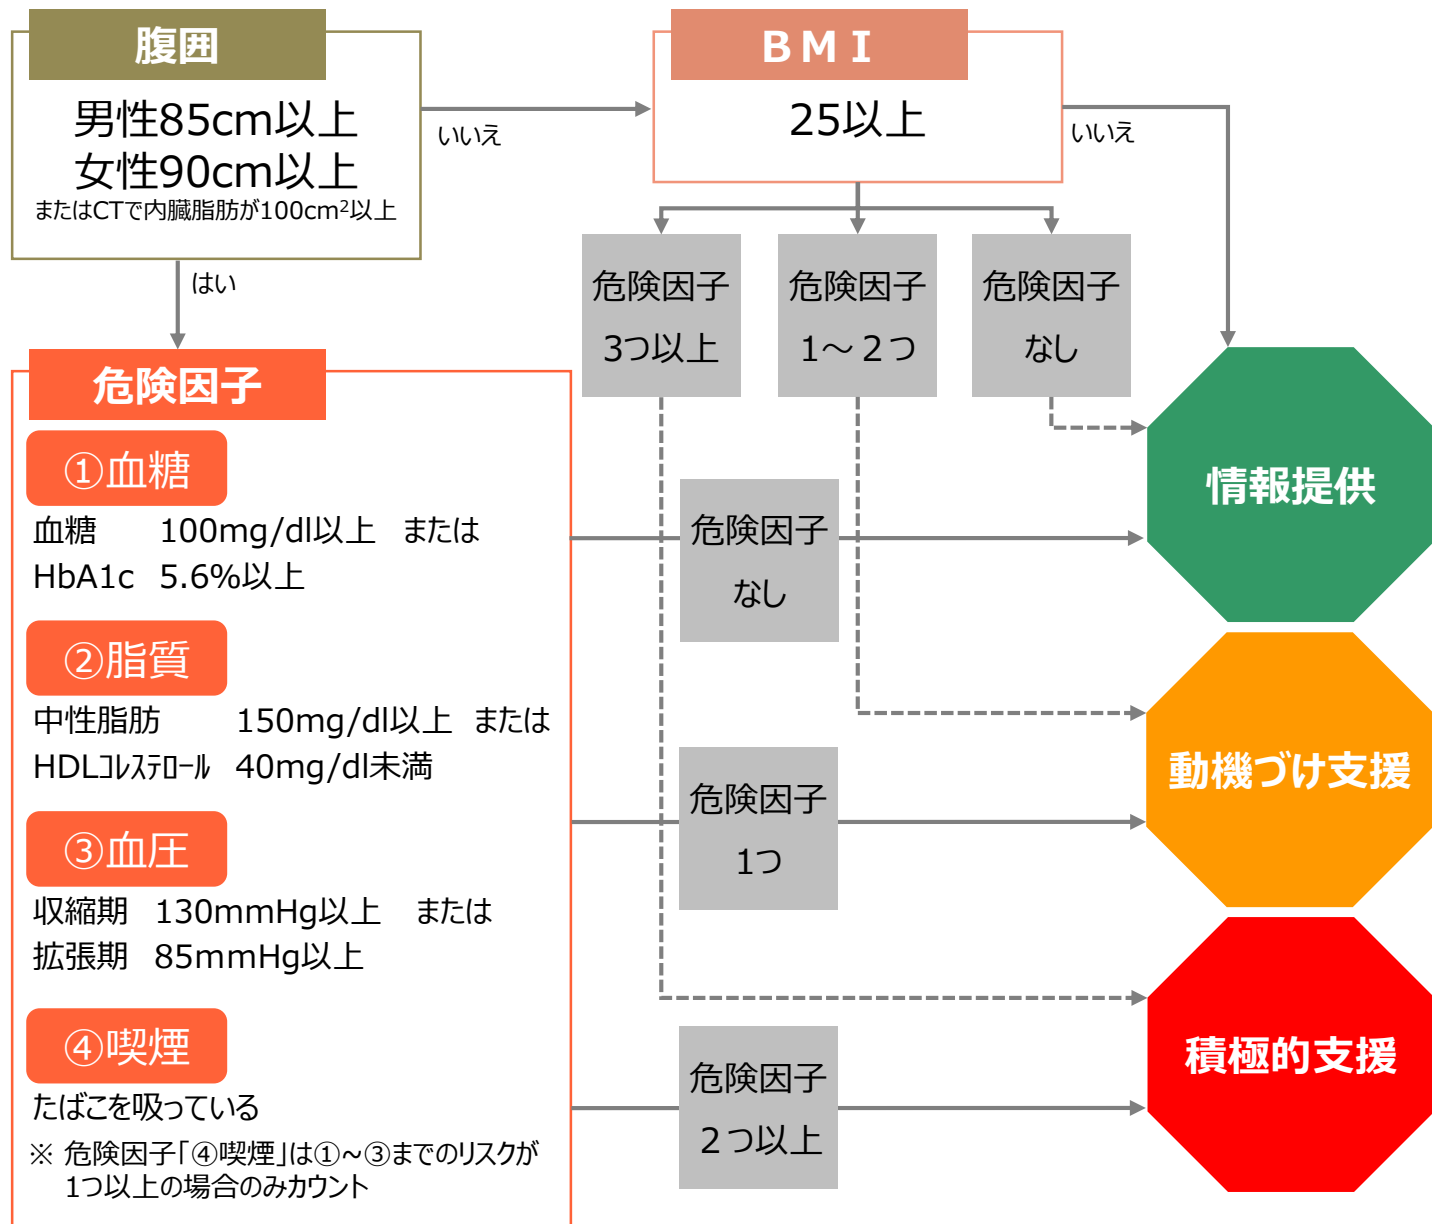 腹囲
男性85cm以上
女性90cm以上
またはCTで内臓脂肪が100cm²以上
いいえ
はい
ＢＭＩ
25以上
いいえ
危険因子
3つ以上
危険因子
1～２つ
危険因子
なし
危険因子
①血糖
血糖 100mg/dl以上 または
HbA1c 5.6%以上
②脂質
中性脂肪 150mg/dl以上 または
HDLｺﾚｽﾃﾛｰﾙ 40mg/dl未満
③血圧
収縮期 130mmHg以上 または
拡張期 85mmHg以上
④喫煙
たばこを吸っている
※ 危険因子「④喫煙」は①~③までのリスクが
1つ以上の場合のみカウント
危険因子
なし
危険因子
1つ
危険因子
２つ以上
情報提供
動機づけ支援
積極的支援